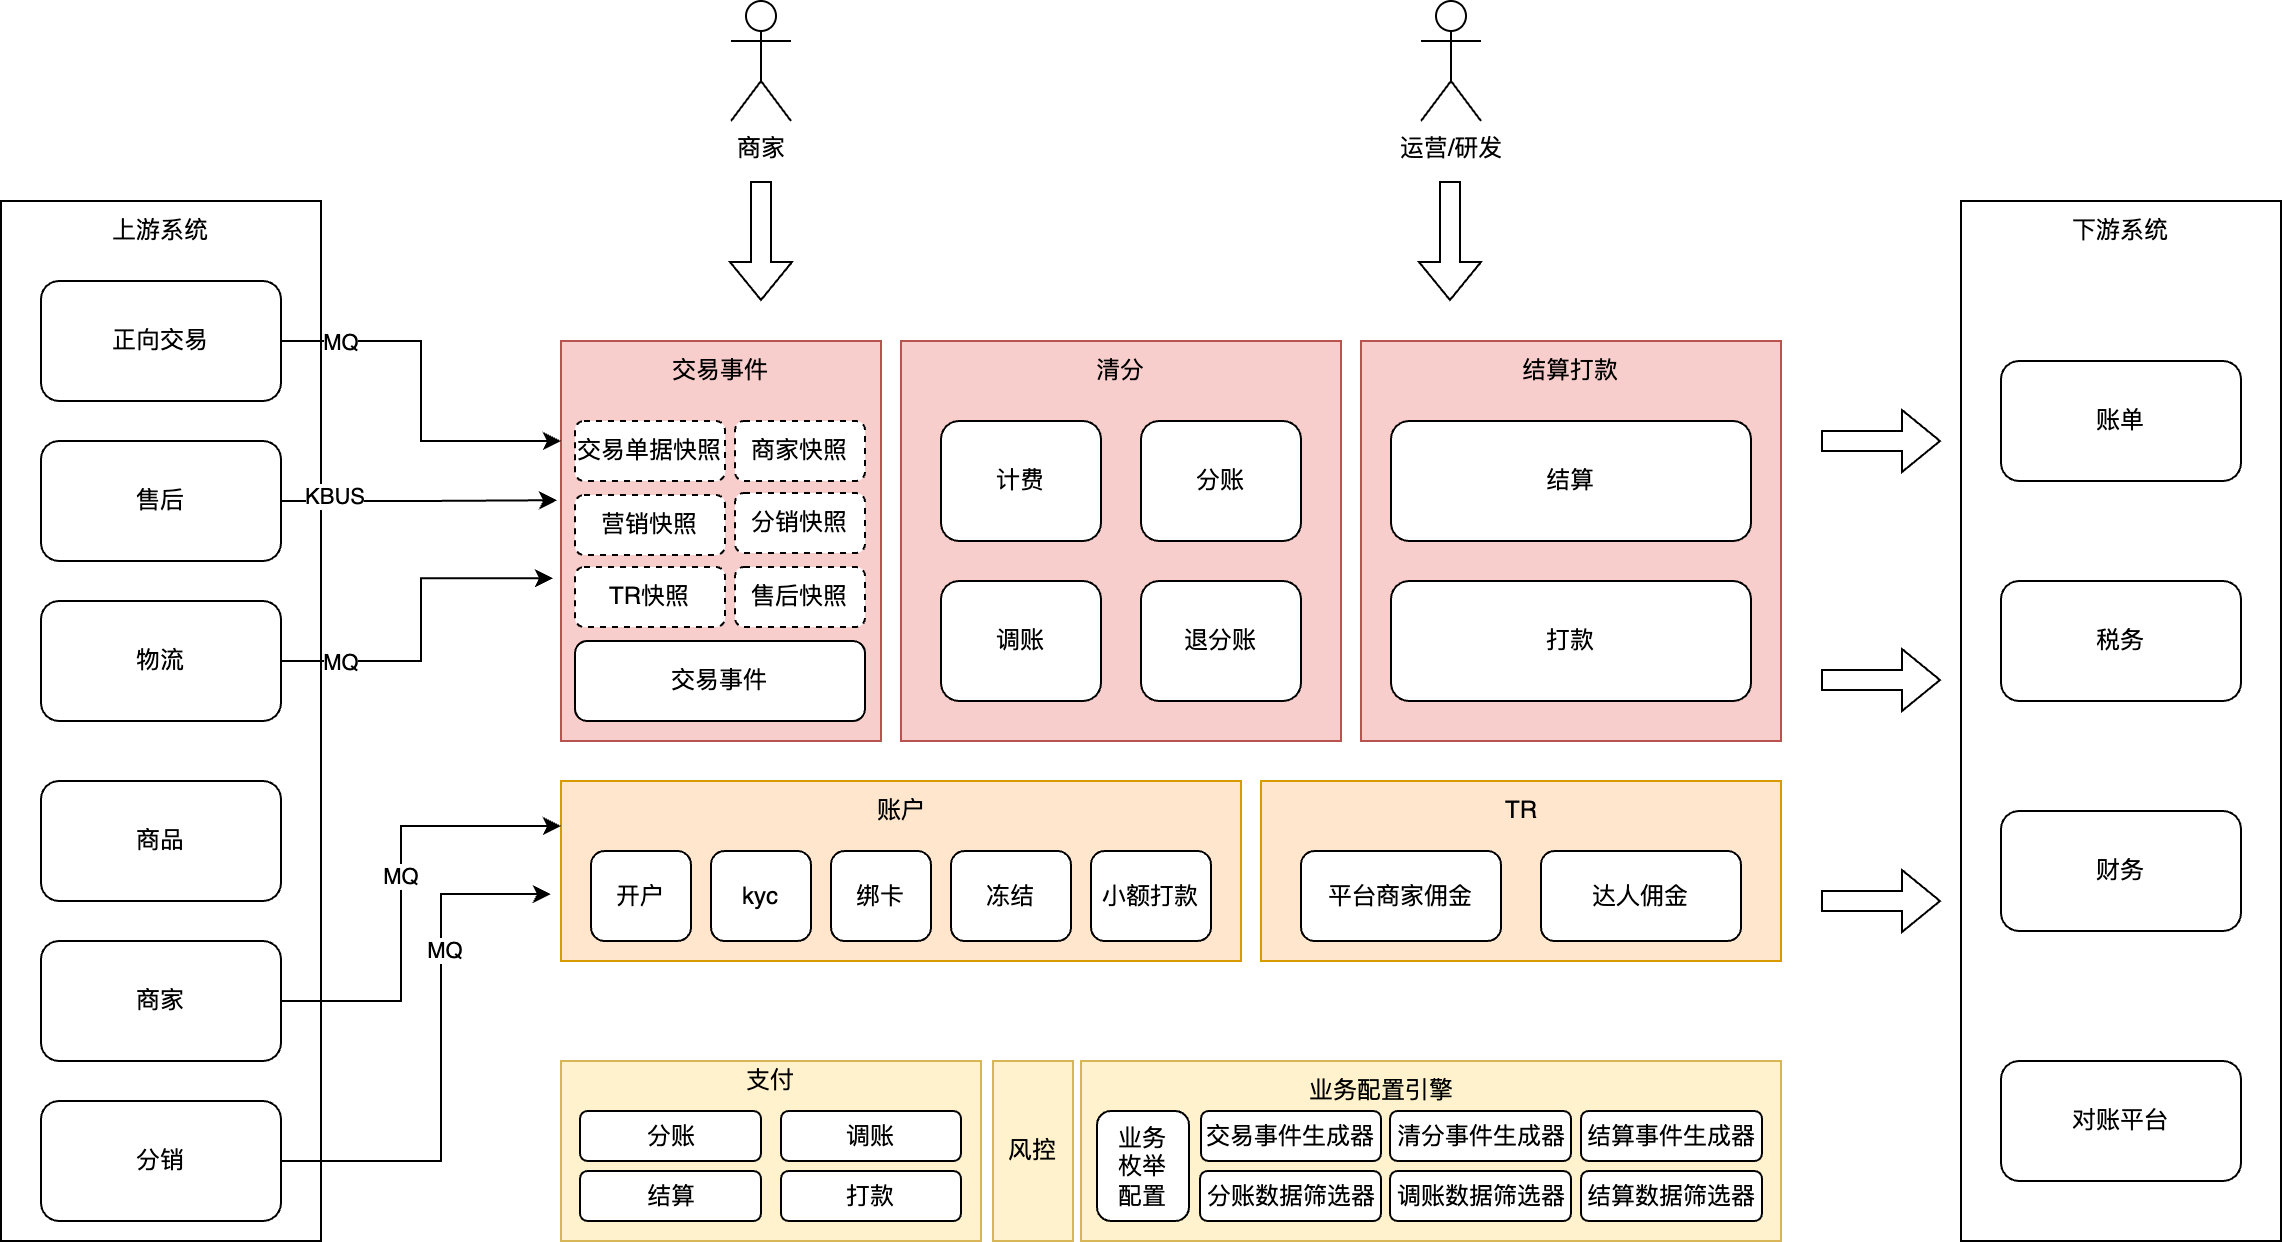 商家
运营/研发
上游系统
正向交易
售后
物流
商品
商家
分销
MQ
KBUS
MQ
MQ
MQ
交易事件
交易单据快照
商家快照
营销快照
分销快照
TR快照
售后快照
交易事件
清分
计费
分账
调账
退分账
结算打款
结算
打款
账户
开户
kyc
绑卡
冻结
小额打款
TR
平台商家佣金
达人佣金
支付
分账
调账
结算
打款
风控
业务配置引擎
业务
枚举
配置
交易事件生成器
清分事件生成器
结算事件生成器
分账数据筛选器
调账数据筛选器
结算数据筛选器
下游系统
账单
税务
财务
对账平台